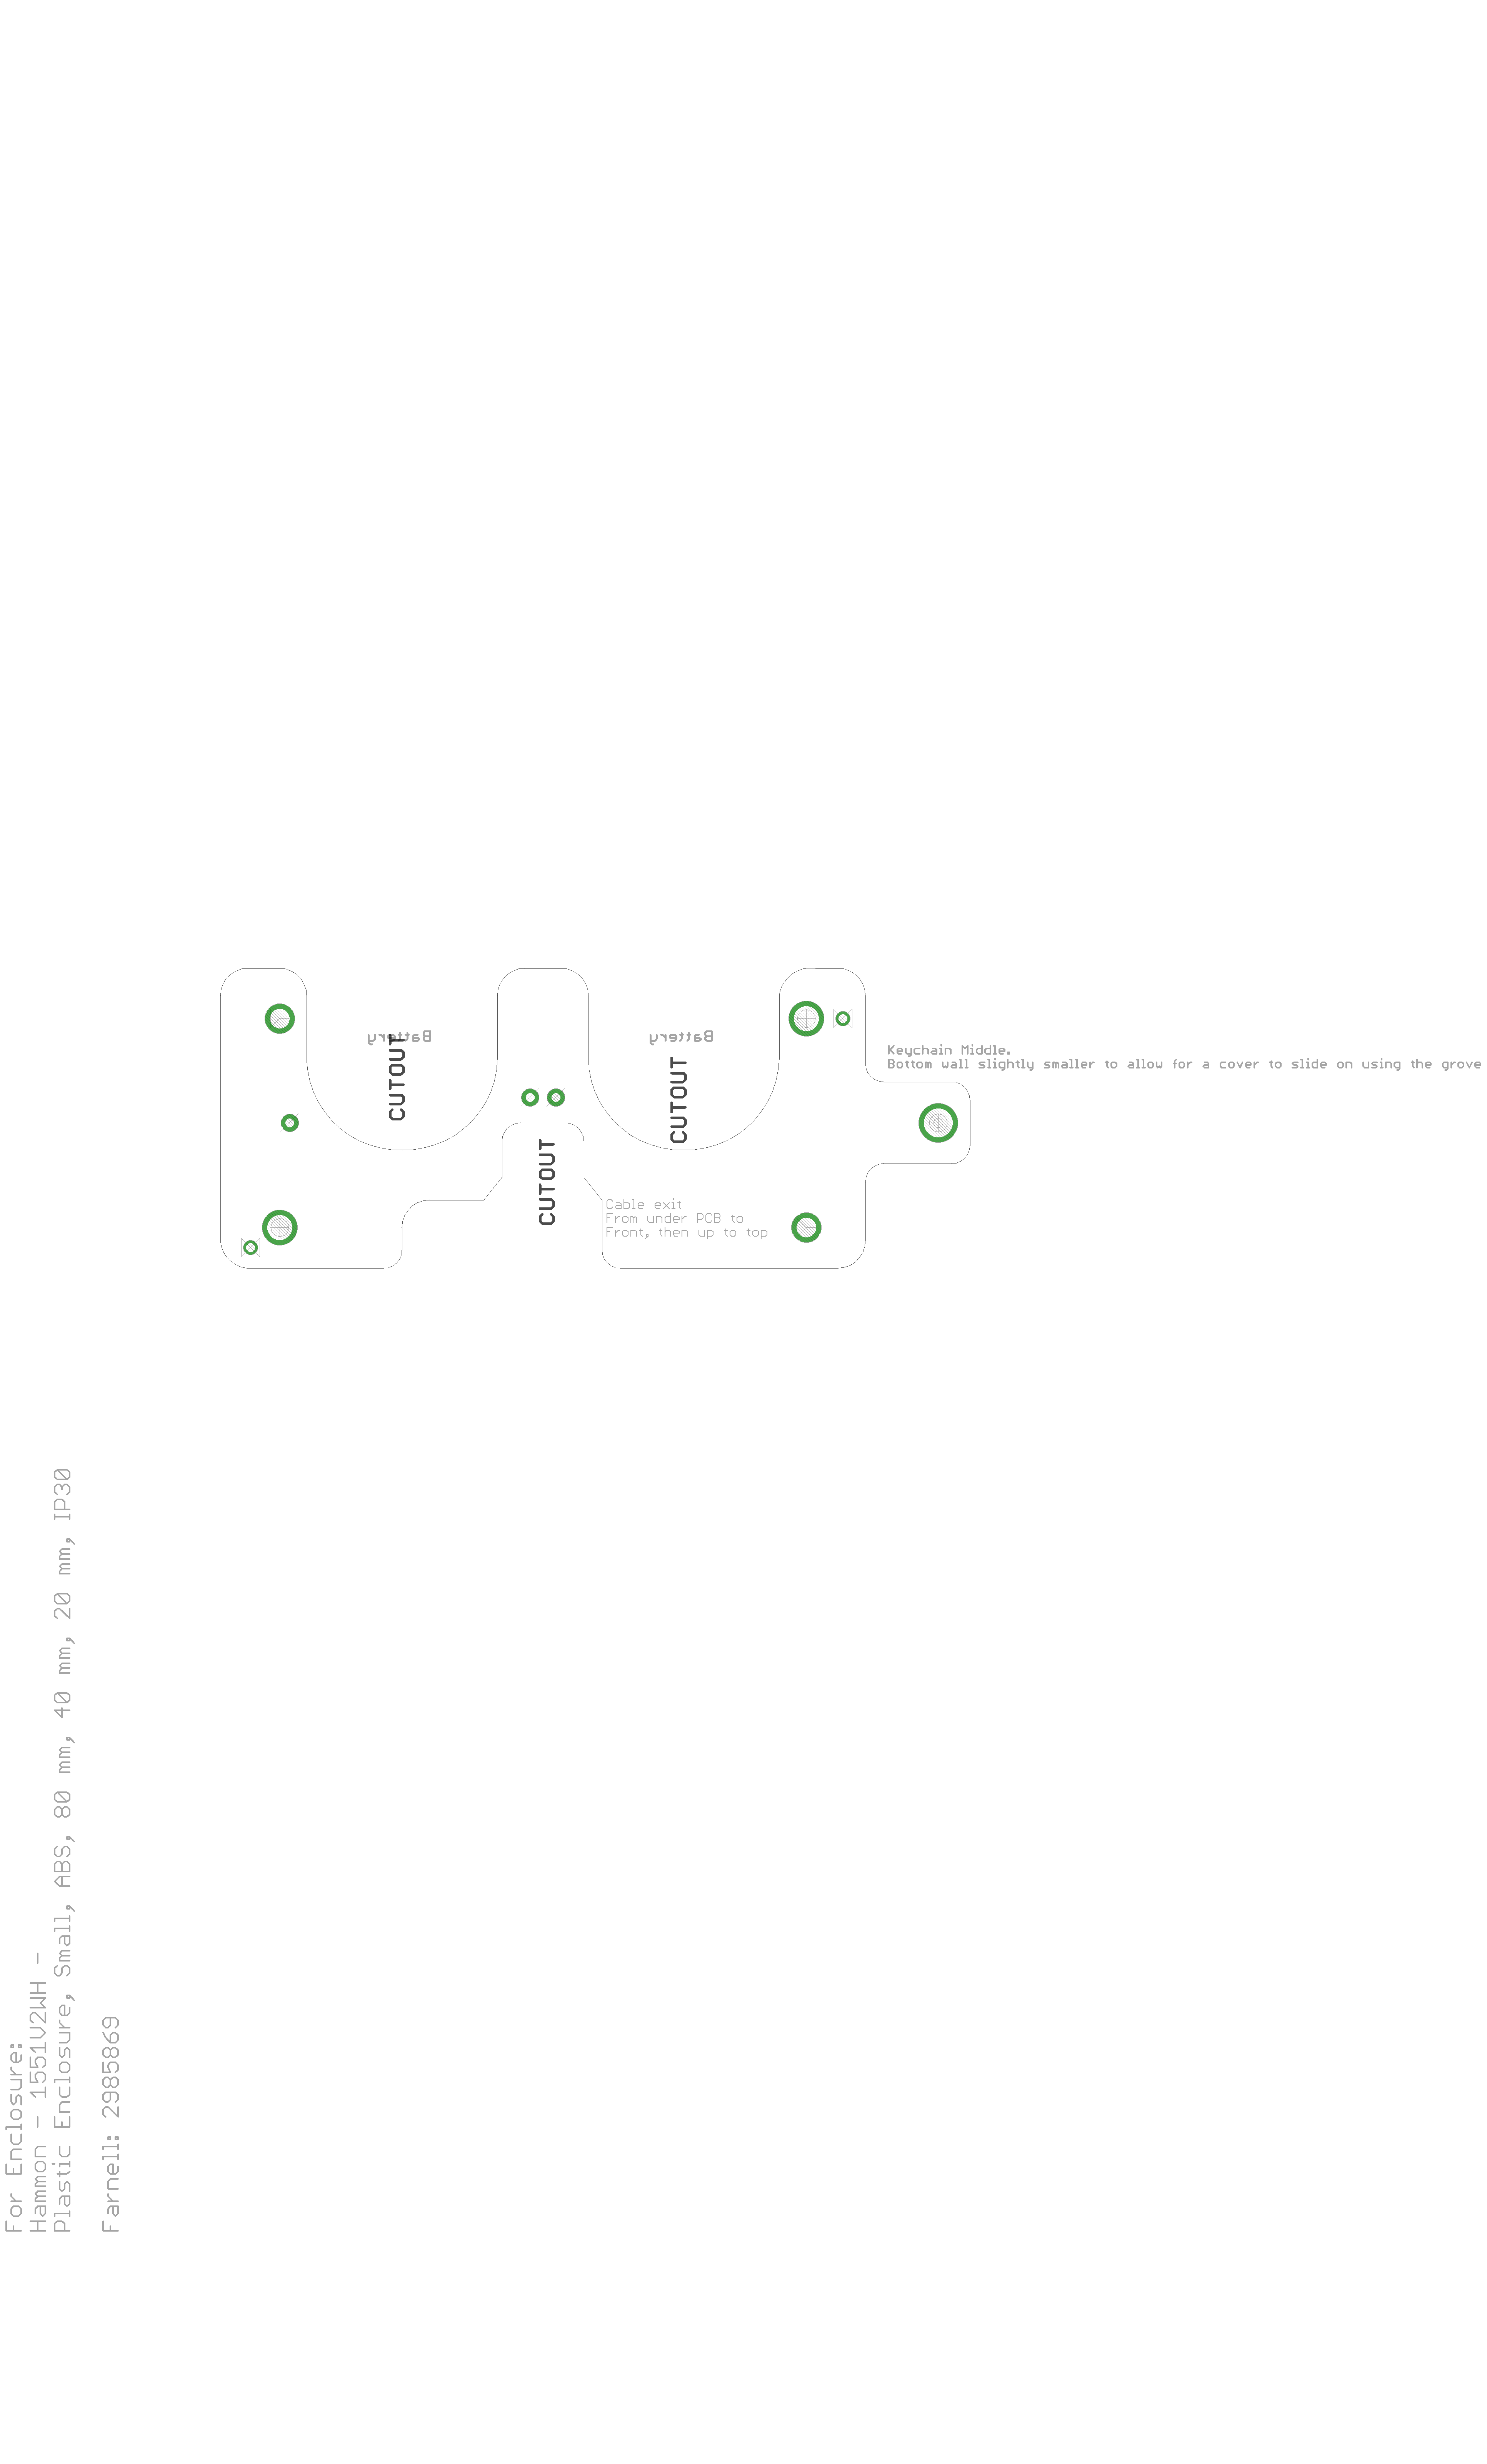 Battery
CUTOUT
Battery
CUTOUT
CUTOUT
Keychain Middle.
Bottom wall slightly smaller to allow for a cover to slide on using the grove
Cable exit
From under PCB to
Front, then up to top
For Enclosure:
Hammon - 1551V2WH -
Plastic Enclosure, Small, ABS, 80 mm, 40 mm, 20 mm, IP30
Farnell: 2985869